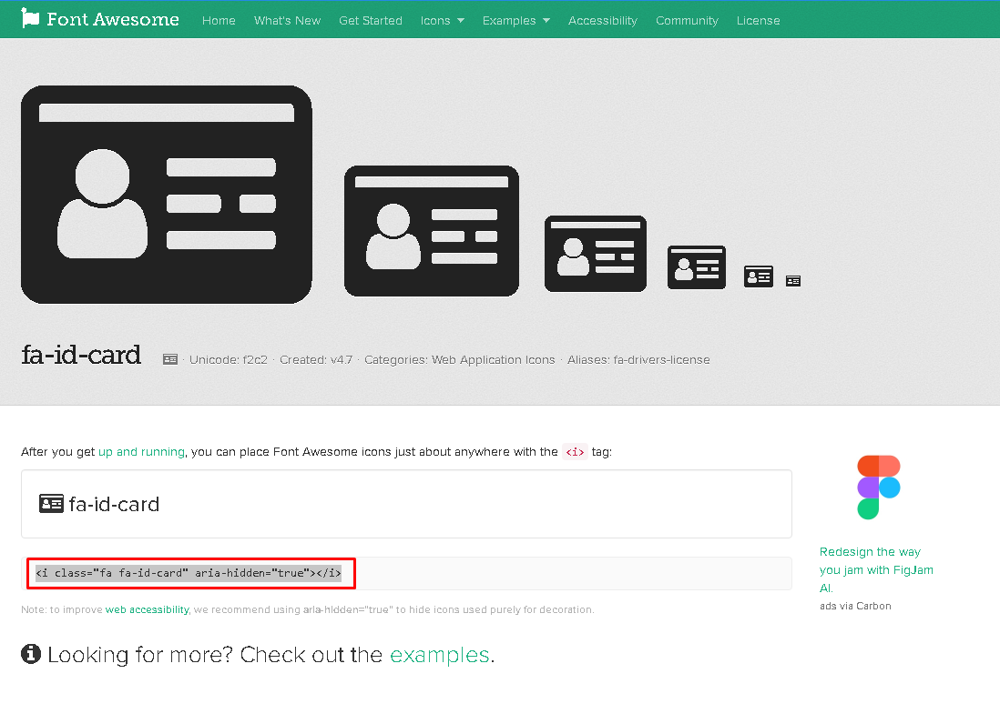 Font Awesome Home What's New Get Started Icons Examples Accessibility Community License
fa-id-card · Unicode: f2c2 · Created: v4.7 · Categories: Web Application Icons · Aliases: fa-drivers-license
After you get up and running, you can place Font Awesome icons just about anywhere with the <i> tag:
fa-id-card
<i class="fa fa-id-card" aria-hidden="true"></i>
Note: to improve web accessibility, we recommend using aria-hidden="true" to hide icons used purely for decoration.
Looking for more? Check out the examples.
Redesign the way
you jam with FigJam
AI.
ads via Carbon